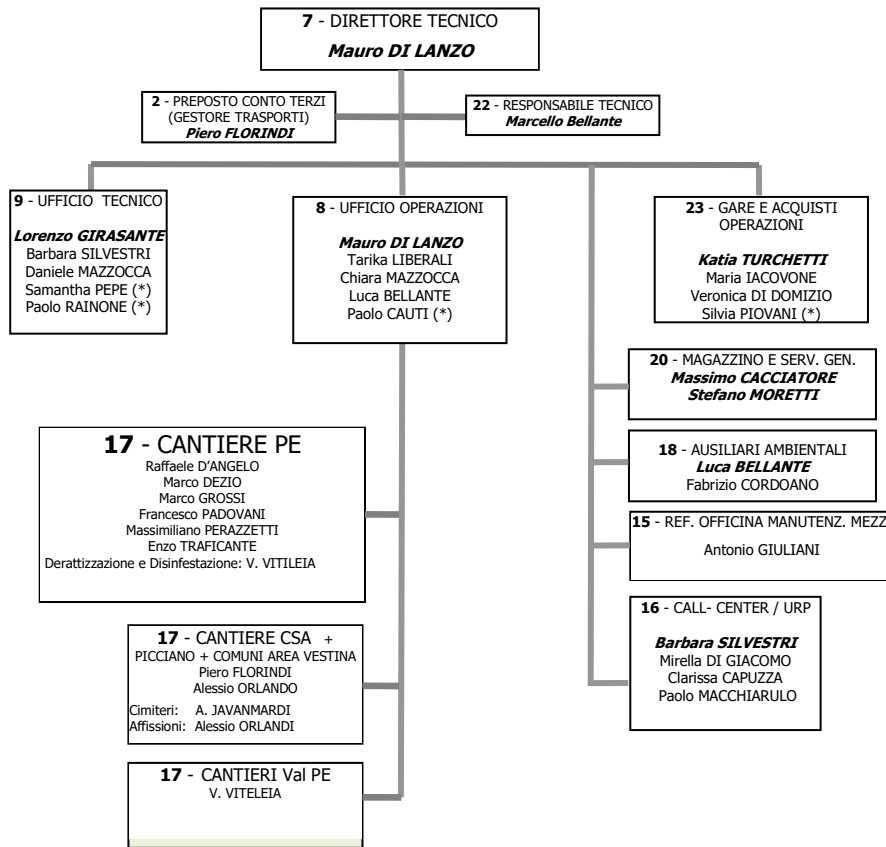 7 - DIRETTORE TECNICO
Mauro DI LANZO
2 - PREPOSTO CONTO TERZI
(GESTORE TRASPORTI)
Piero FLORINDI
22 - RESPONSABILE TECNICO
Marcello Bellante
9 - UFFICIO TECNICO
Lorenzo GIRASANTE
Barbara SILVESTRI
Daniele MAZZOCCA
Samantha PEPE (*)
Paolo RAINONE (*)
8 - UFFICIO OPERAZIONI
Mauro DI LANZO
Tarika LIBERALI
Chiara MAZZOCCA
Luca BELLANTE
Paolo CAUTI (*)
23 - GARE E ACQUISTI
OPERAZIONI
Katia TURCHETTI
Maria IACOVONE
Veronica DI DOMIZIO
Silvia PIOVANI (*)
20 - MAGAZZINO E SERV. GEN.
Massimo CACCIATORE
Stefano MORETTI
17 - CANTIERE PE
Raffaele D'ANGELO
Marco DEZIO
Marco GROSSI
Francesco PADOVANI
Massimiliano PERAZZETTI
Enzo TRAFICANTE
Derattizzazione e Disinfestazione: V. VITILEIA
18 - AUSILIARI AMBIENTALI
Luca BELLANTE
Fabrizio CORDOANO
15 - REF. OFFICINA MANUTENZ. MEZZ
Antonio GIULIANI
16 - CALL- CENTER / URP
Barbara SILVESTRI
Mirella DI GIACOMO
Clarissa CAPUZZA
Paolo MACCHIARULO
17 - CANTIERE CSA +
PICCIANO + COMUNI AREA VESTINA
Piero FLORINDI
Alessio ORLANDO
Cimiteri: A. JAVANMARDI
Affissioni: Alessio ORLANDI
17 - CANTIERI Val PE
V. VITELEIA